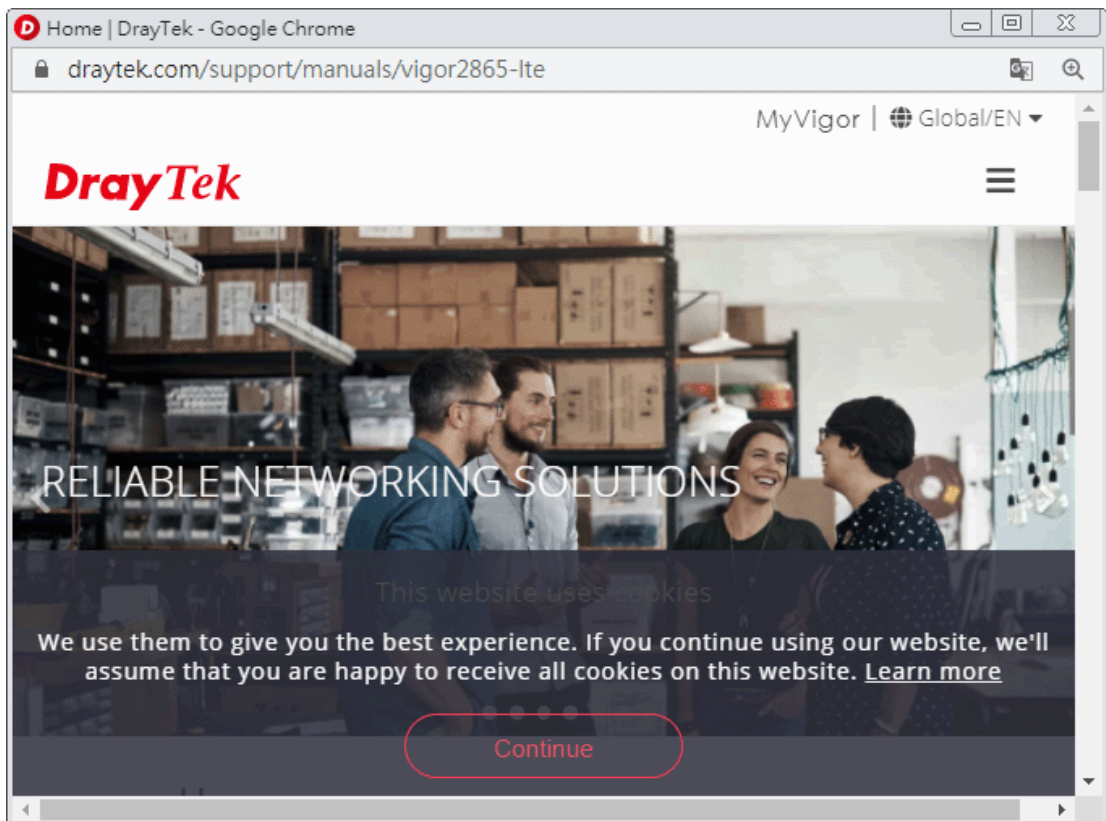 Home | DrayTek - Google Chrome
draytek.com/support/manuals/vigor2865-lte
MyVigor | Global/EN
DrayTek
RELIABLE NETWORKING SOLUTIONS
This website uses cookies
We use them to give you the best experience. If you continue using our website, we'll
assume that you are happy to receive all cookies on this website. Learn more
Continue